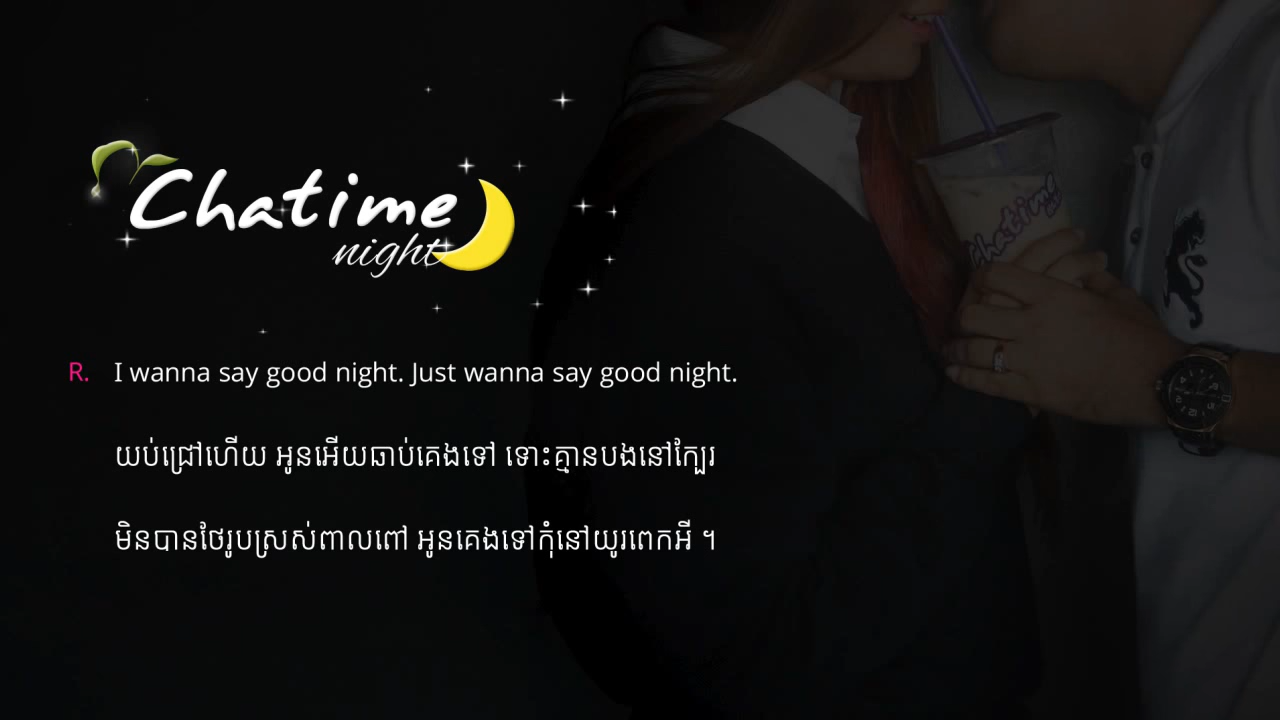 Chatime
night
Chatime
R. I wanna say good night. Just wanna say good night.
យប់ជ្រៅហើយ អូនអើយឆាប់គេងទៅ ទោះគ្មានបងនៅក្បែរ
មិនបានថែរូបស្រស់ពាលពៅ អូនគេងទៅកុំនៅយូរពេកអី ។